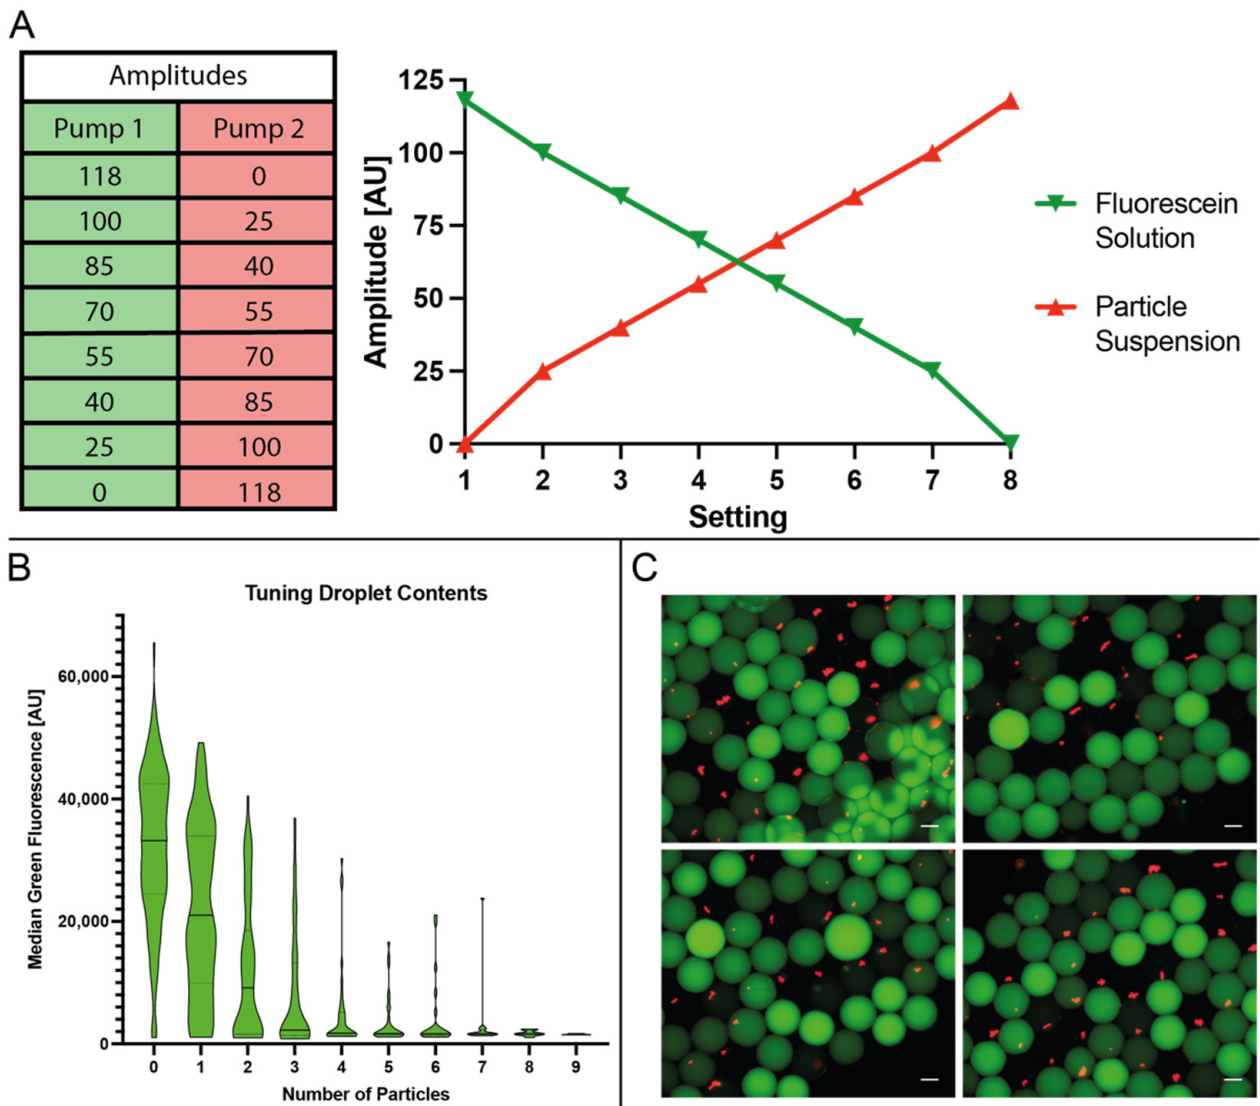 A
Amplitudes
Pump 1 Pump 2
118 0
100 25
85 40
70 55
55 70
40 85
25 100
0 118
Amplitude [AU]
125
100
75
50
25
0
1 2 3 4 5 6 7 8
Setting
Fluorescein
Solution
Particle
Suspension
B
Tuning Droplet Contents
Median Green Fluorescence [AU]
60,000
40,000
20,000
0
0 1 2 3 4 5 6 7 8 9
Number of Particles
C